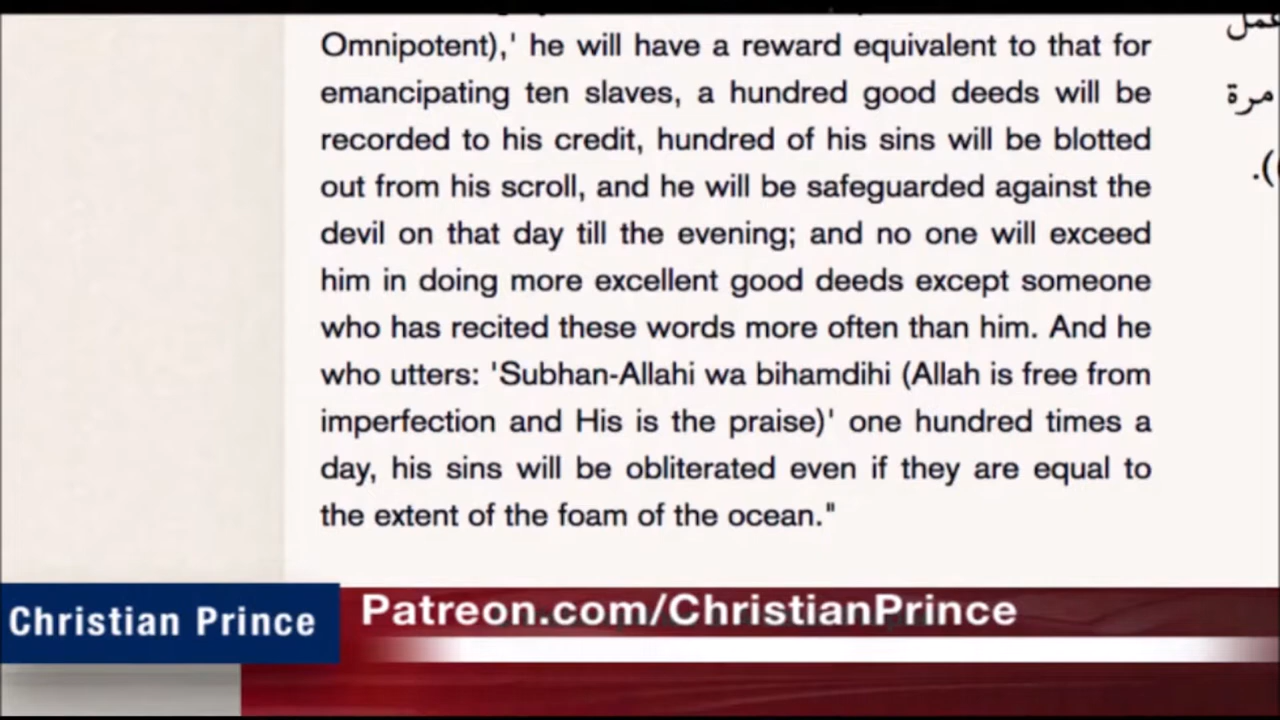 Omnipotent),' he will have a reward equivalent to that for
emancipating ten slaves, a hundred good deeds will be
recorded to his credit, hundred of his sins will be blotted
out from his scroll, and he will be safeguarded against the
devil on that day till the evening; and no one will exceed
him in doing more excellent good deeds except someone
who has recited these words more often than him. And he
who utters: 'Subhan-Allahi wa bihamdihi (Allah is free from
imperfection and His is the praise)' one hundred times a
day, his sins will be obliterated even if they are equal to
the extent of the foam of the ocean."
مرة
Christian Prince
Patreon.com/ChristianPrince